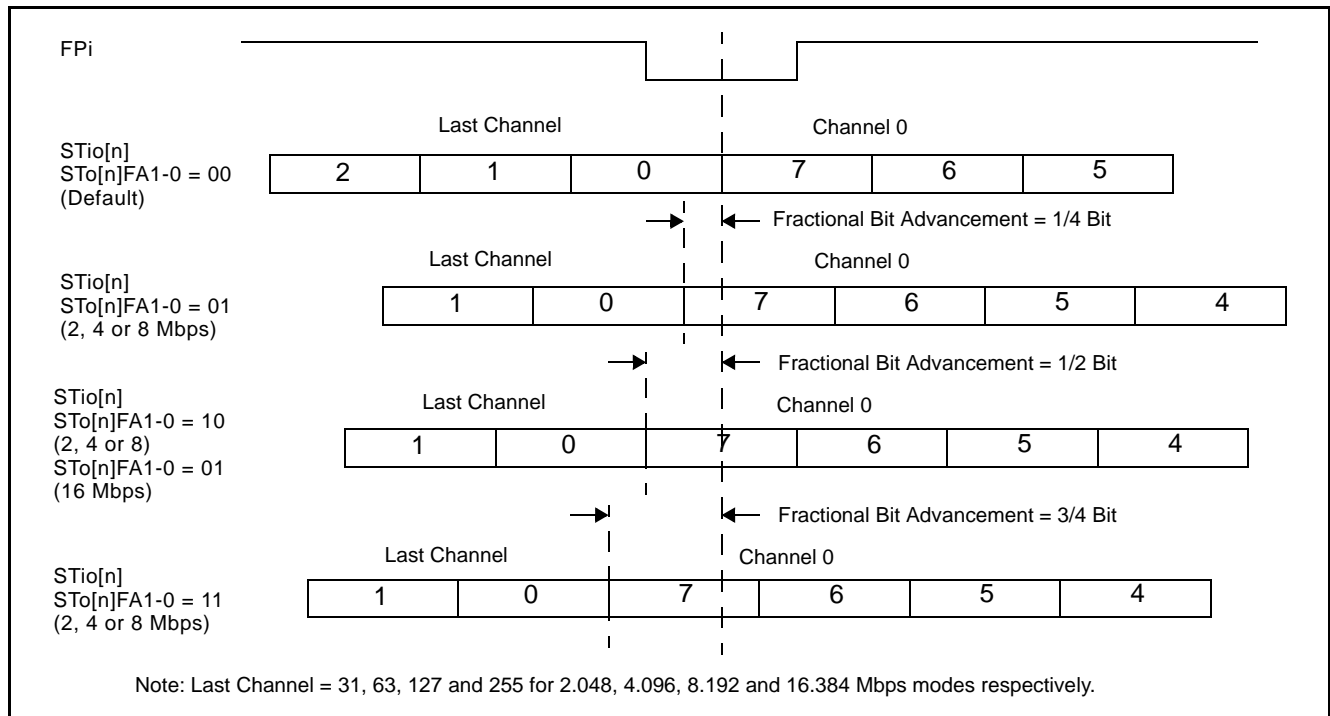 FPi
Last Channel
Channel 0
STio[n]
STo[n]FA1-0 = 00
(Default)
2 1 0 7 6 5
Fractional Bit Advancement = 1/4 Bit
Last Channel
Channel 0
STio[n]
STo[n]FA1-0 = 01
(2, 4 or 8 Mbps)
1 0 7 6 5 4
Fractional Bit Advancement = 1/2 Bit
Last Channel
Channel 0
STio[n]
STo[n]FA1-0 = 10
(2, 4 or 8)
STo[n]FA1-0 = 01
(16 Mbps)
1 0 7 6 5 4
Fractional Bit Advancement = 3/4 Bit
Last Channel
Channel 0
STio[n]
STo[n]FA1-0 = 11
(2, 4 or 8 Mbps)
1 0 7 6 5 4
Note: Last Channel = 31, 63, 127 and 255 for 2.048, 4.096, 8.192 and 16.384 Mbps modes respectively.